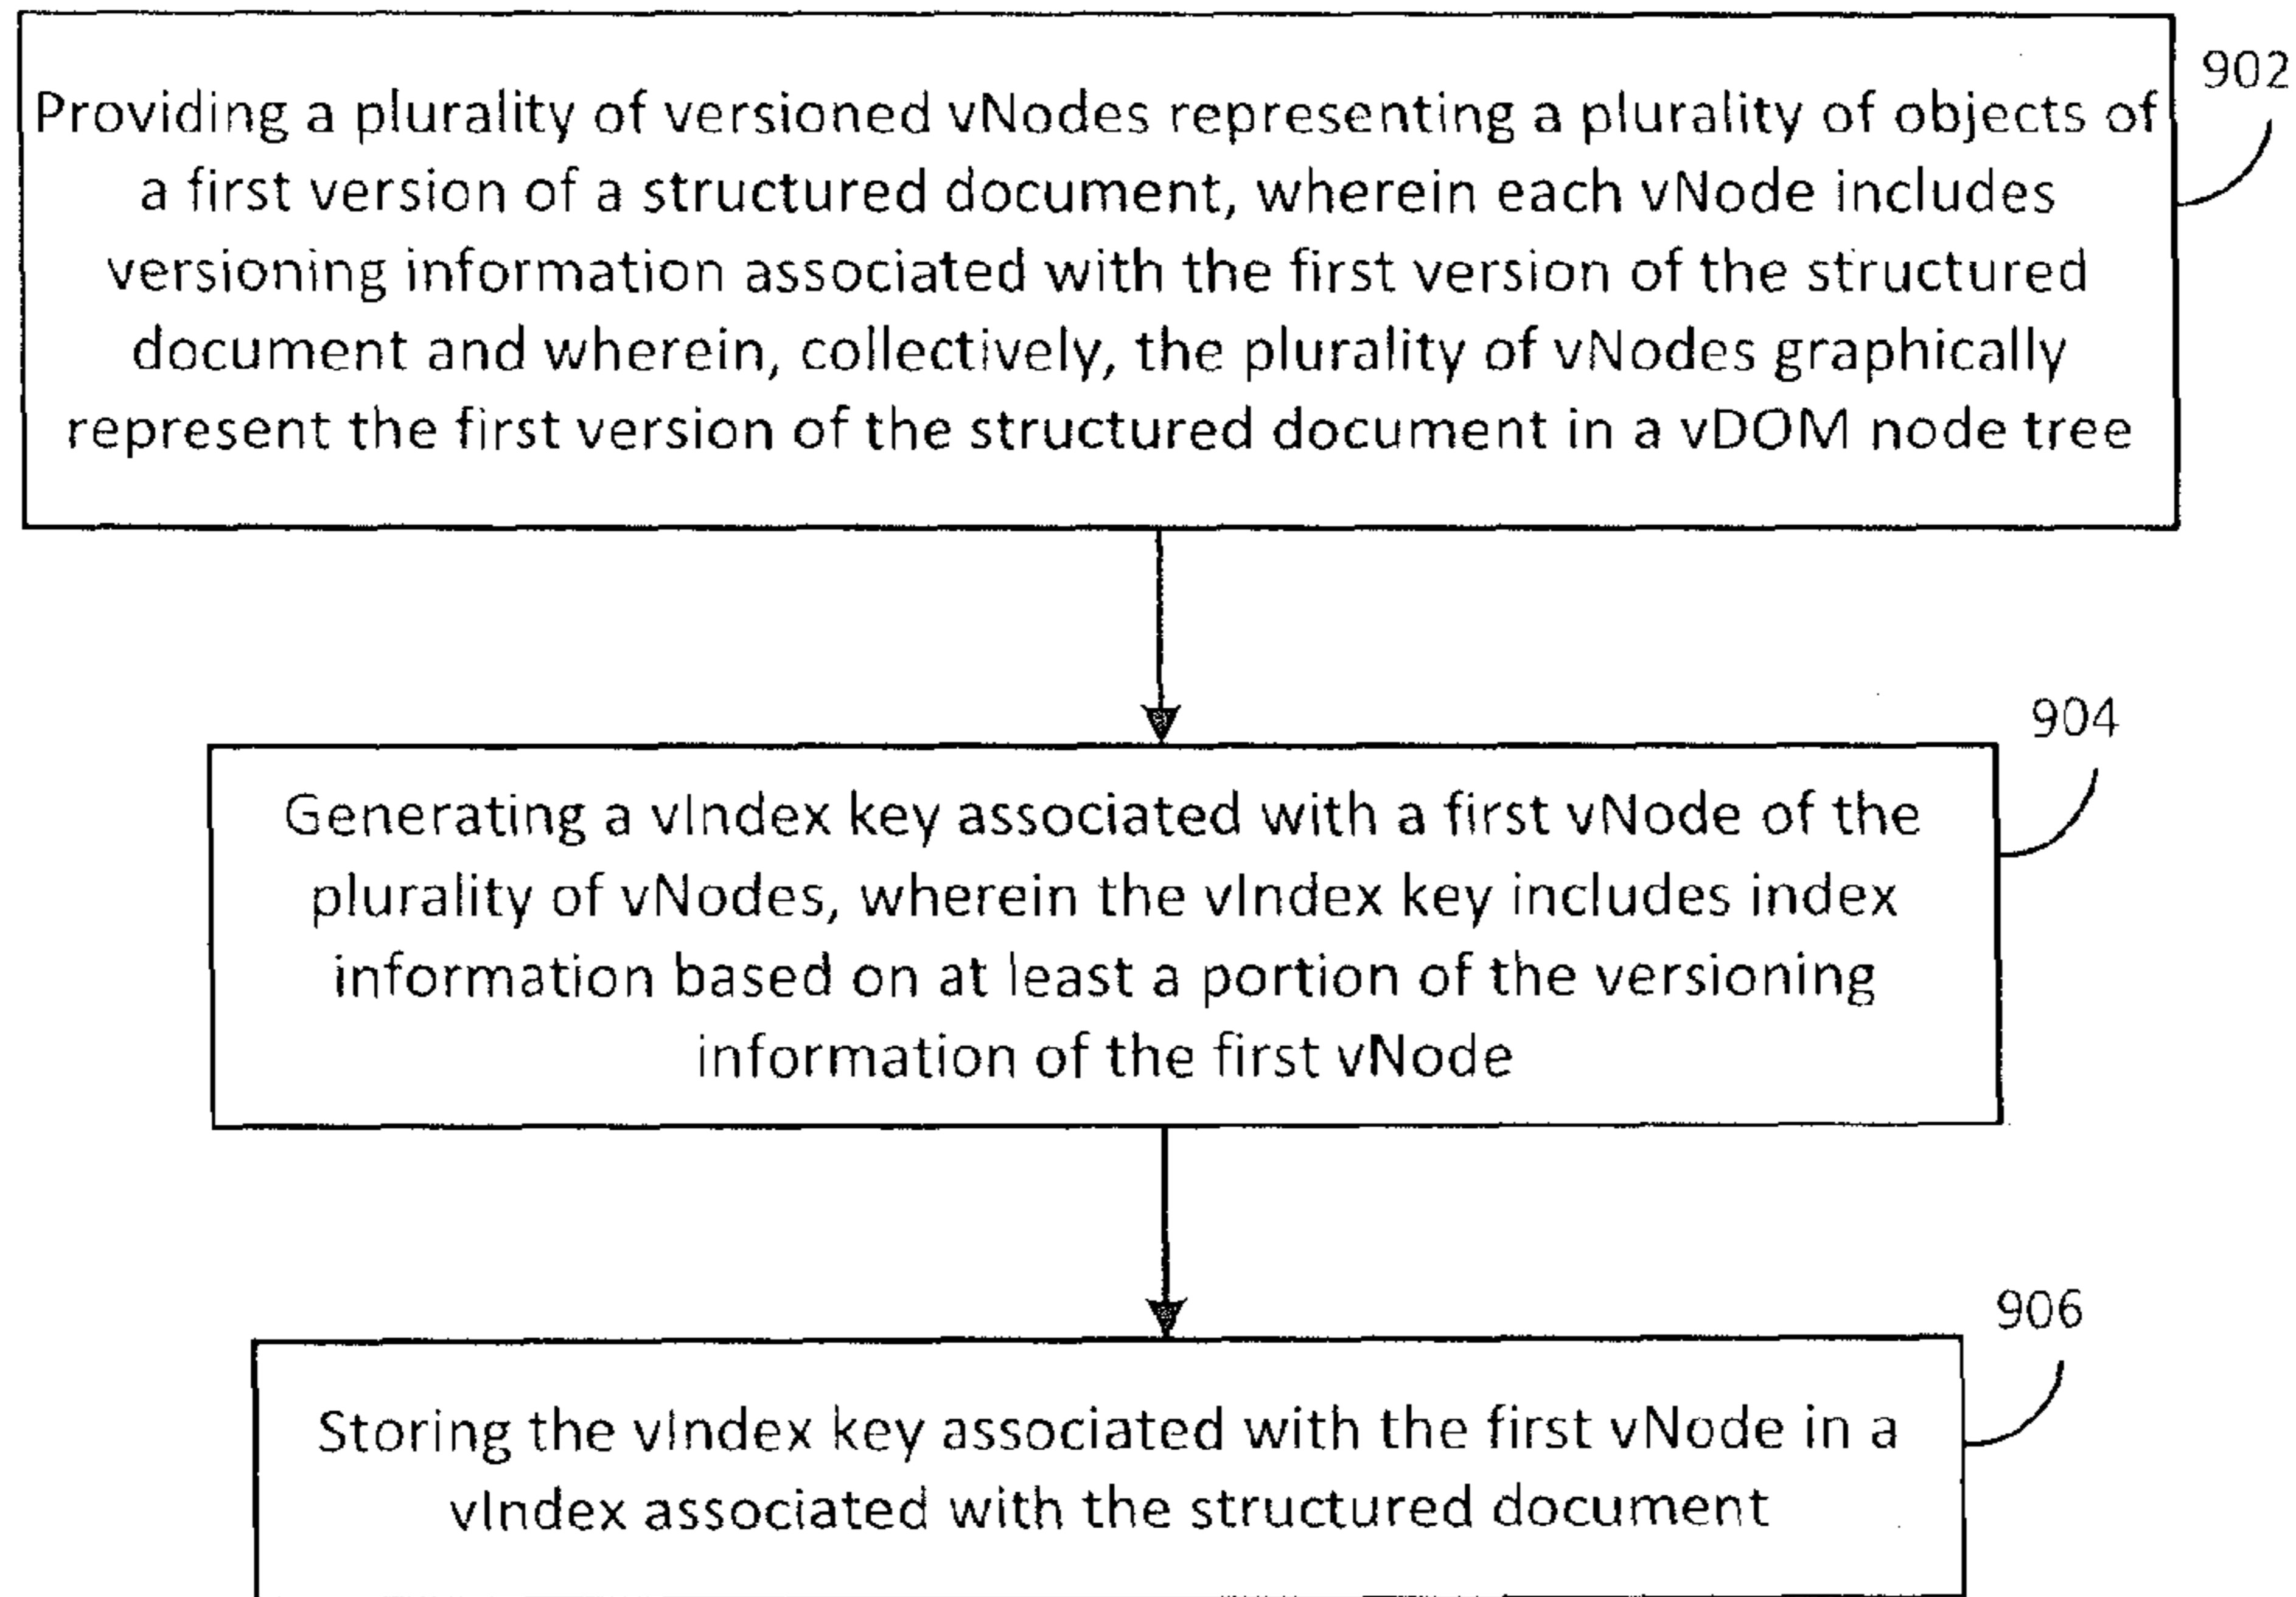 902
Providing a plurality of versioned vNodes representing a plurality of objects of
a first version of a structured document, wherein each vNode includes
versioning information associated with the first version of the structured
document and wherein, collectively, the plurality of vNodes graphically
represent the first version of the structured document in a vDOM node tree
904
Generating a vIndex key associated with a first vNode of the
plurality of vNodes, wherein the vIndex key includes index
information based on at least a portion of the versioning
information of the first vNode
906
Storing the vIndex key associated with the first vNode in a
vIndex associated with the structured document